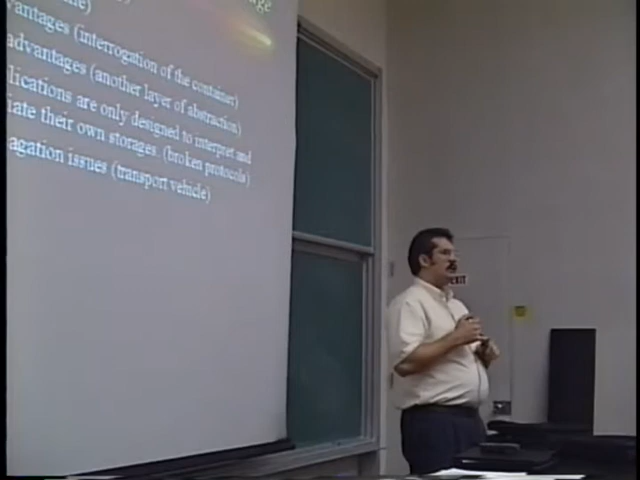 age
vantages (interrogation of the container)
advantages (another layer of abstraction)
lications are only designed to interpret and
iate their own storages. (broken protocols)
agation issues (transport vehicle)
EXIT